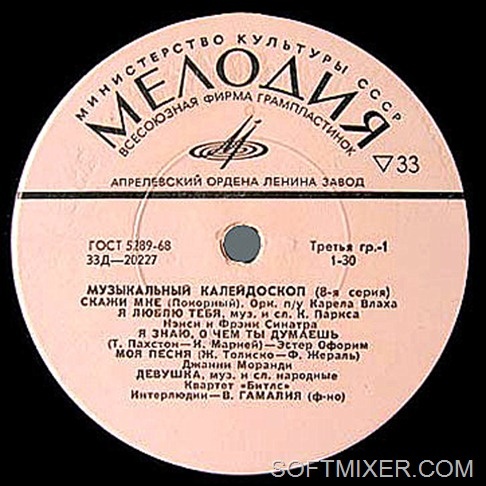 МИНИСТЕРСТВО КУЛЬТУРЫ СССР
МЕЛОДИЯ
ВСЕСОЮЗНАЯ ФИРМА ГРАМПЛАСТИНОК
▽33
АПРЕЛЕВСКИЙ ОРДЕНА ЛЕНИНА ЗАВОД
ГОСТ 5289-68 Третья гр.-1
33Д—20227 1-30
МУЗЫКАЛЬНЫЙ КАЛЕЙДОСКОП (8-я серия)
СКАЖИ МНЕ (Покорный). Орк. п/у Карела Влаха
Я ЛЮБЛЮ ТЕБЯ, муз. и сл. К. Паркса
Нэнси и Фрэнк Синатра
Я ЗНАЮ, О ЧЕМ ТЫ ДУМАЕШЬ
(Т. Пахстон—И. Марней)—Эстер Офорим
МОЯ ПЕСНЯ (Ж. Толиско—Ф. Жераль)
Джанни Моранди
ДЕВУШКА, муз. и сл. народные
Квартет «Битлс»
Интерлюдии—В. ГАМАЛИЯ (ф-но)
SOFTMIXER.COM